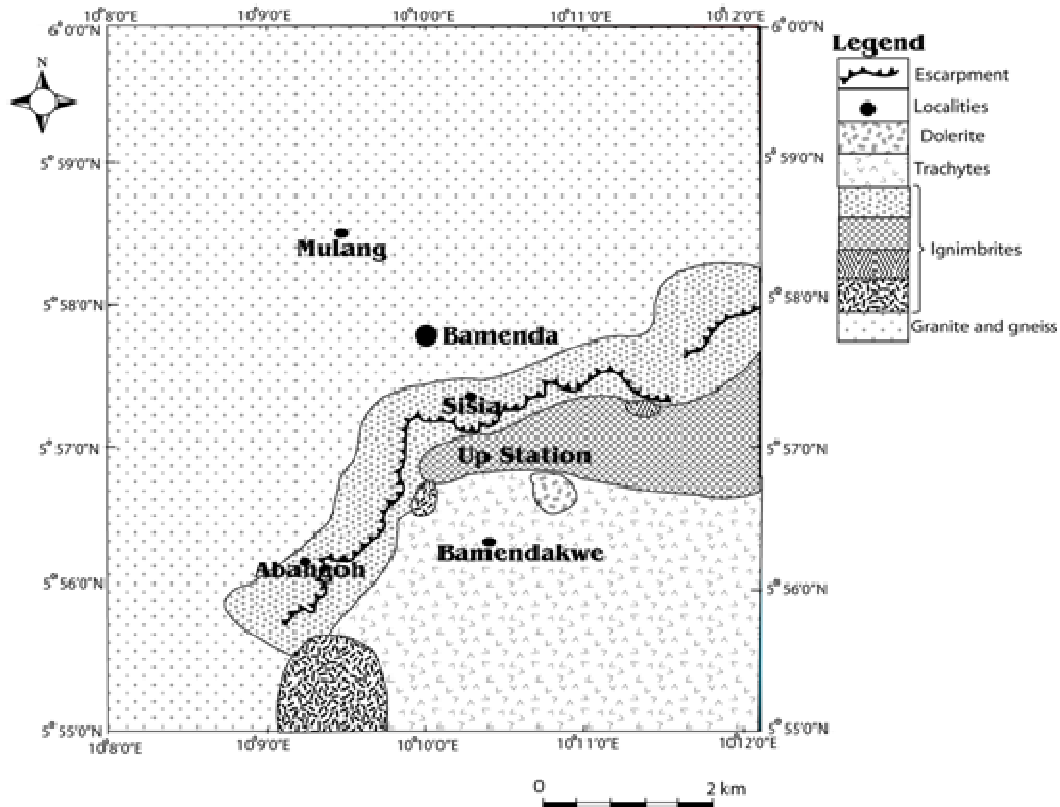 10°8'0"E 10°9'0"E 10°10'0"E 10°11'0"E 10°12'0"E
6°0'0"N 6°0'0"N
Legend
N
Escarpment
Localities
Dolerite
5°59'0"N 5°59'0"N
Trachytes
Mulang
Ignimbrites
5°58'0"N 5°58'0"N
Granite and gneiss
Bamenda
Sisia
5°57'0"N 5°57'0"N
Up Station
Bamendakwe
5°56'0"N 5°56'0"N
5°55'0"N 5°55'0"N
10°8'0"E 10°9'0"E 10°10'0"E 10°11'0"E 10°12'0"E
0 2 km